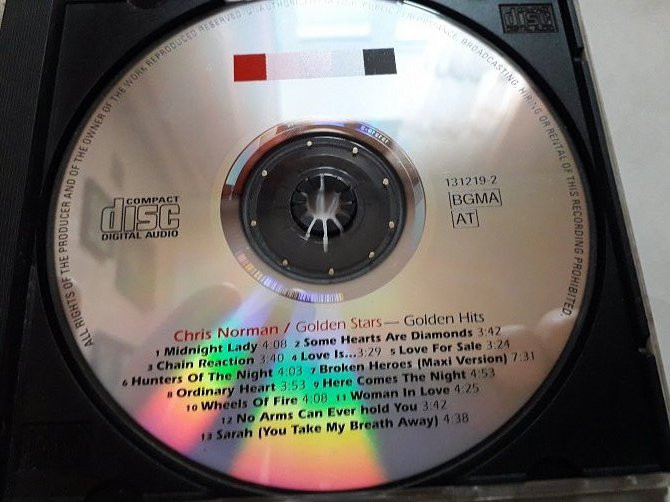 ALL RIGHTS OF THE PRODUCER AND OF THE OWNER OF THE WORK REPRODUCED RESERVED. PERFORMANCE, BROADCASTING, HIRING OR RENTAL OF THIS RECORDING PROHIBITED.
COMPACT
disc
DIGITAL AUDIO
131219-2
BGMA
AT
Chris Norman / Golden Stars — Golden Hits
1 Midnight Lady 4:08 2 Some Hearts Are Diamonds 3:42
3 Chain Reaction 3:40 4 Love Is...3:29 5 Love For Sale 3:24
6 Hunters Of The Night 4:03 7 Broken Heroes (Maxi Version) 7:31
8 Ordinary Heart 3:53 9 Here Comes The Night 4:53
10 Wheels Of Fire 4:08 11 Woman In Love 4:25
12 No Arms Can Ever hold You 3:42
13 Sarah (You Take My Breath Away) 4:38
disc